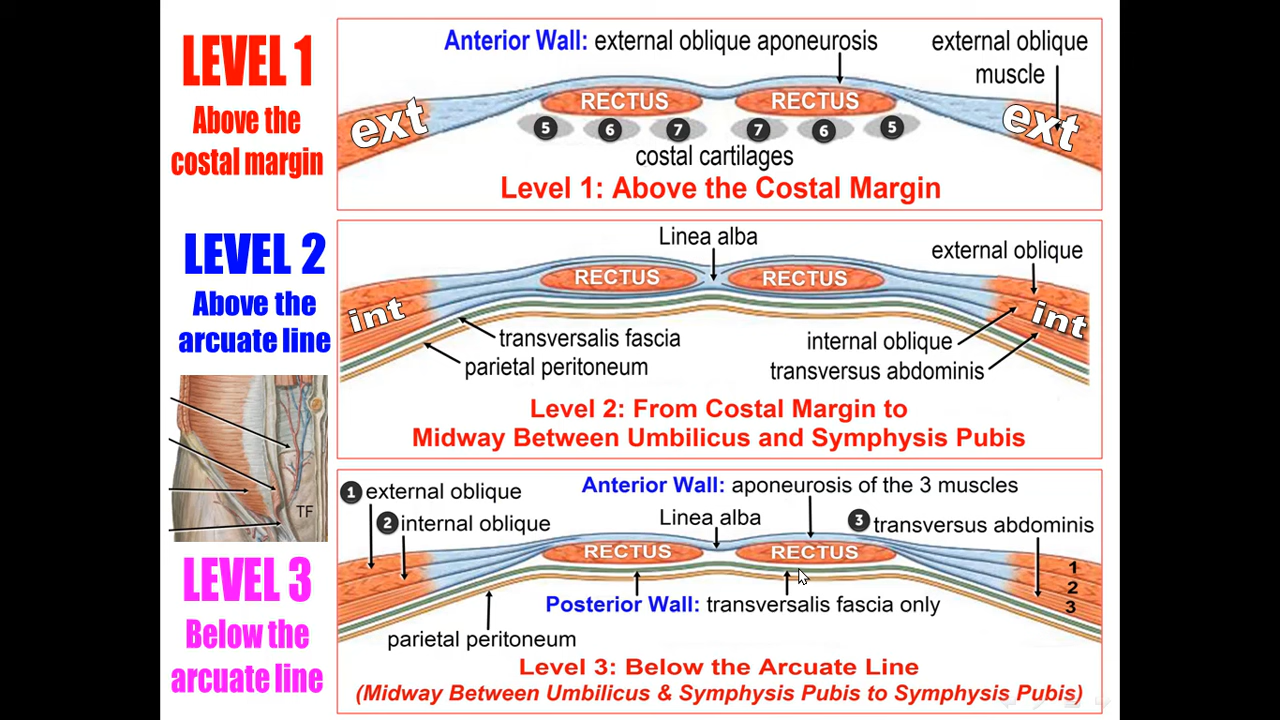 LEVEL 1
Above the
costal margin
Anterior Wall: external oblique aponeurosis
external oblique
muscle
ext
RECTUS
RECTUS
ext
5
6
7
7
6
5
costal cartilages
Level 1: Above the Costal Margin
LEVEL 2
Above the
arcuate line
Linea alba
external oblique
RECTUS
RECTUS
int
int
transversalis fascia
parietal peritoneum
internal oblique
transversus abdominis
Level 2: From Costal Margin to
Midway Between Umbilicus and Symphysis Pubis
TF
LEVEL 3
Below the
arcuate line
1 external oblique
2 internal oblique
Anterior Wall: aponeurosis of the 3 muscles
Linea alba
3 transversus abdominis
RECTUS
RECTUS
1
2
3
Posterior Wall: transversalis fascia only
parietal peritoneum
Level 3: Below the Arcuate Line
(Midway Between Umbilicus & Symphysis Pubis to Symphysis Pubis)